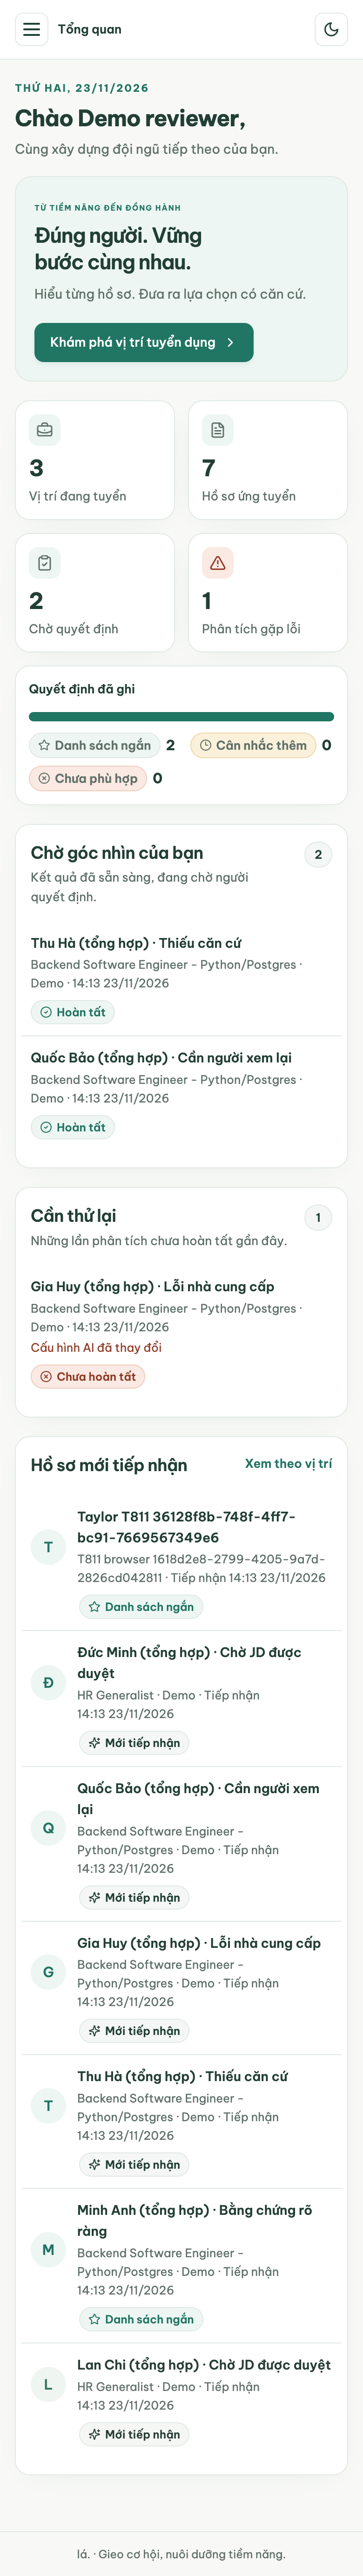 Tổng quan
THỨ HAI, 23/11/2026
Chào Demo reviewer,
Cùng xây dựng đội ngũ tiếp theo của bạn.
TỪ TIỀM NĂNG ĐẾN ĐỒNG HÀNH
Đúng người. Vững
bước cùng nhau.
Hiểu từng hồ sơ. Đưa ra lựa chọn có căn cứ.
Khám phá vị trí tuyển dụng
3
Vị trí đang tuyển
7
Hồ sơ ứng tuyển
2
Chờ quyết định
1
Phân tích gặp lỗi
Quyết định đã ghi
Danh sách ngắn 2
Cân nhắc thêm 0
Chưa phù hợp 0
Chờ góc nhìn của bạn
2
Kết quả đã sẵn sàng, đang chờ người
quyết định.
Thu Hà (tổng hợp) · Thiếu căn cứ
Backend Software Engineer - Python/Postgres ·
Demo · 14:13 23/11/2026
Hoàn tất
Quốc Bảo (tổng hợp) · Cần người xem lại
Backend Software Engineer - Python/Postgres ·
Demo · 14:13 23/11/2026
Hoàn tất
Cần thử lại
1
Những lần phân tích chưa hoàn tất gần đây.
Gia Huy (tổng hợp) · Lỗi nhà cung cấp
Backend Software Engineer - Python/Postgres ·
Demo · 14:13 23/11/2026
Cấu hình AI đã thay đổi
Chưa hoàn tất
Hồ sơ mới tiếp nhận
Xem theo vị trí
T
Taylor T811 36128f8b-748f-4ff7-
bc91-7669567349e6
T811 browser 1618d2e8-2799-4205-9a7d-
2826cd042811 · Tiếp nhận 14:13 23/11/2026
Danh sách ngắn
Đ
Đức Minh (tổng hợp) · Chờ JD được
duyệt
HR Generalist · Demo · Tiếp nhận
14:13 23/11/2026
Mới tiếp nhận
Q
Quốc Bảo (tổng hợp) · Cần người xem
lại
Backend Software Engineer -
Python/Postgres · Demo · Tiếp nhận
14:13 23/11/2026
Mới tiếp nhận
G
Gia Huy (tổng hợp) · Lỗi nhà cung cấp
Backend Software Engineer -
Python/Postgres · Demo · Tiếp nhận
14:13 23/11/2026
Mới tiếp nhận
T
Thu Hà (tổng hợp) · Thiếu căn cứ
Backend Software Engineer -
Python/Postgres · Demo · Tiếp nhận
14:13 23/11/2026
Mới tiếp nhận
M
Minh Anh (tổng hợp) · Bằng chứng rõ
ràng
Backend Software Engineer -
Python/Postgres · Demo · Tiếp nhận
14:13 23/11/2026
Danh sách ngắn
L
Lan Chi (tổng hợp) · Chờ JD được duyệt
HR Generalist · Demo · Tiếp nhận
14:13 23/11/2026
Mới tiếp nhận
lá. · Gieo cơ hội, nuôi dưỡng tiềm năng.